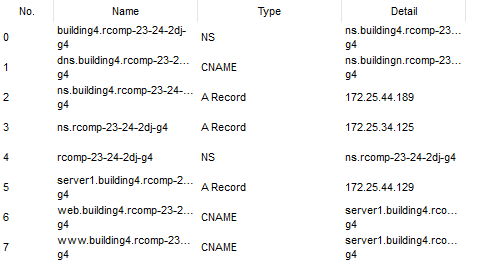 No. Name Type Detail
0 building4.rcomp-23-24-2dj-g4 NS ns.building4.rcomp-23...g4
1 dns.building4.rcomp-23-2...g4 CNAME ns.buildingn.rcomp-23...g4
2 ns.building4.rcomp-23-24-...g4 A Record 172.25.44.189
3 ns.rcomp-23-24-2dj-g4 A Record 172.25.34.125
4 rcomp-23-24-2dj-g4 NS ns.rcomp-23-24-2dj-g4
5 server1.building4.rcomp-2...g4 A Record 172.25.44.129
6 web.building4.rcomp-23-2...g4 CNAME server1.building4.rco...g4
7 www.building4.rcomp-23...g4 CNAME server1.building4.rco...g4